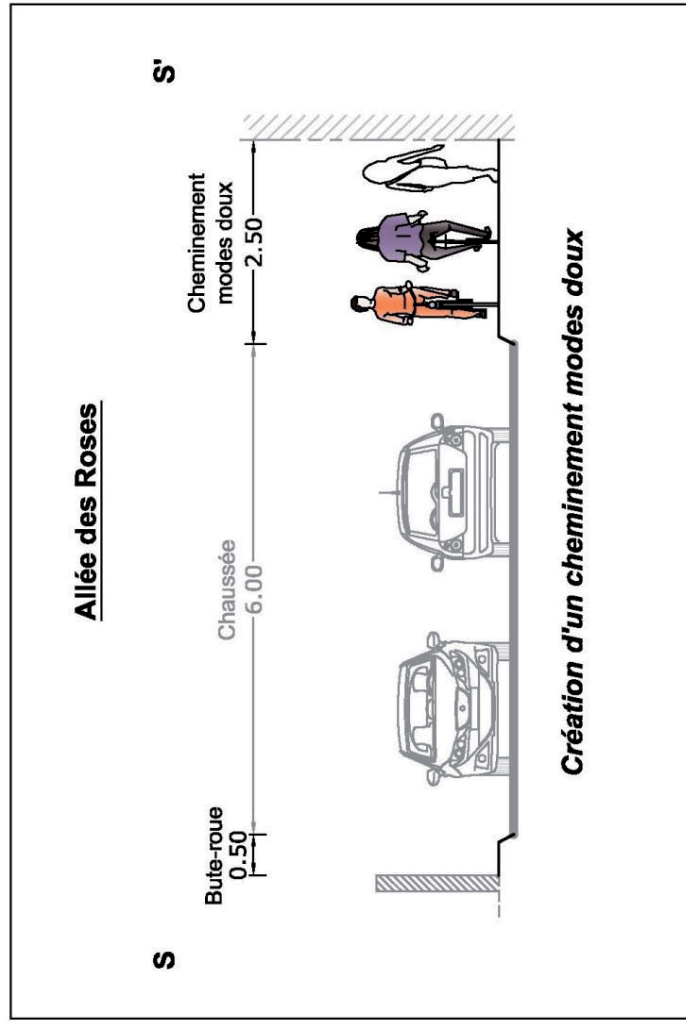 Allée des Roses
S
S'
Bute-roue
0.50
Chaussée
6.00
Cheminement
modes doux
2.50
Création d'un cheminement modes doux